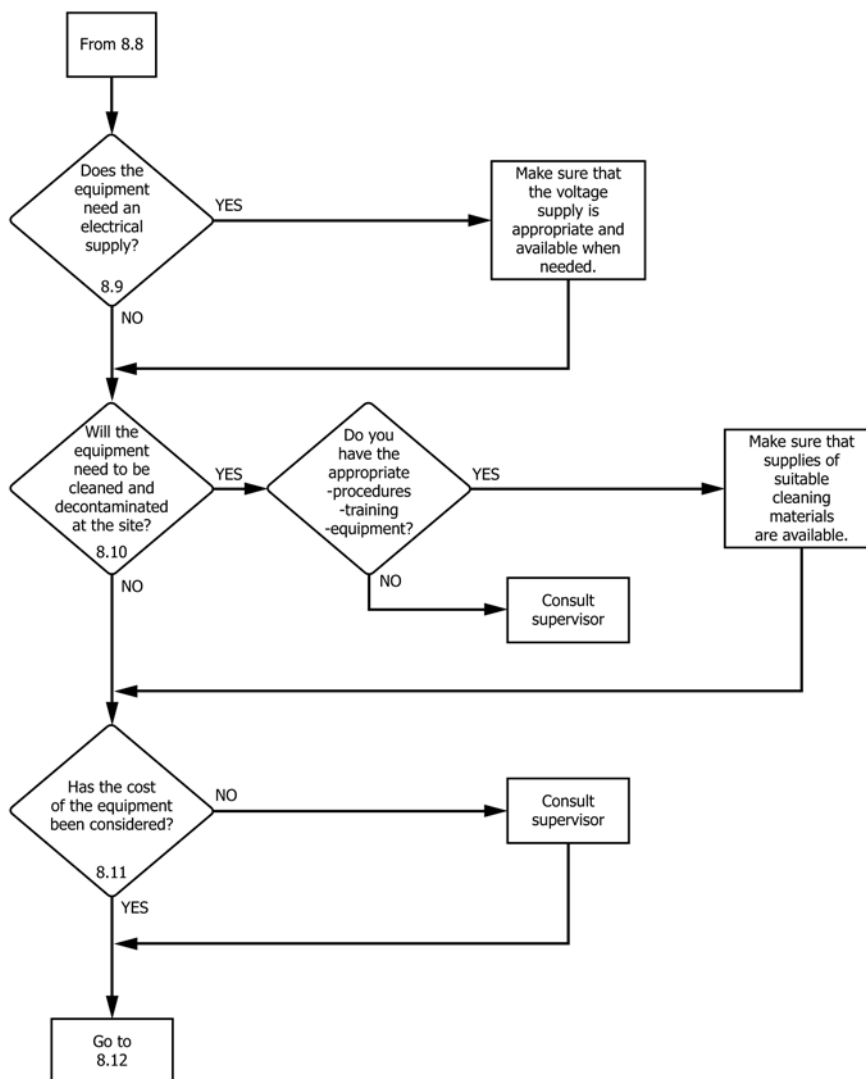 From 8.8
Does the
equipment
need an
electrical
supply?
8.9
YES
NO
Make sure that
the voltage
supply is
appropriate and
available when
needed.
Will the
equipment
need to be
cleaned and
decontaminated
at the site?
8.10
YES
NO
Do you
have the
appropriate
-procedures
-training
-equipment?
YES
NO
Make sure that
supplies of
suitable
cleaning
materials
are available.
Consult
supervisor
Has the cost
of the equipment
been considered?
8.11
NO
YES
Consult
supervisor
Go to
8.12